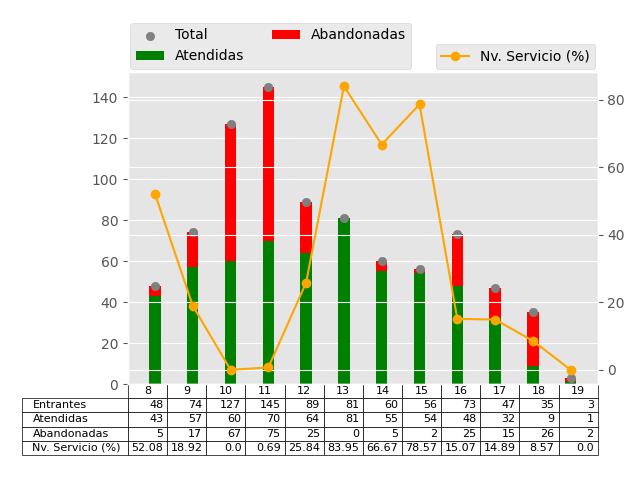 Total Abandonadas
Atendidas
Nv. Servicio (%)
140
120
100
80
60
40
20
0
80
60
40
20
0
8 9 10 11 12 13 14 15 16 17 18 19
Entrantes 48 74 127 145 89 81 60 56 73 47 35 3
Atendidas 43 57 60 70 64 81 55 54 48 32 9 1
Abandonadas 5 17 67 75 25 0 5 2 25 15 26 2
Nv. Servicio (%) 52.08 18.92 0.0 0.69 25.84 83.95 66.67 78.57 15.07 14.89 8.57 0.0